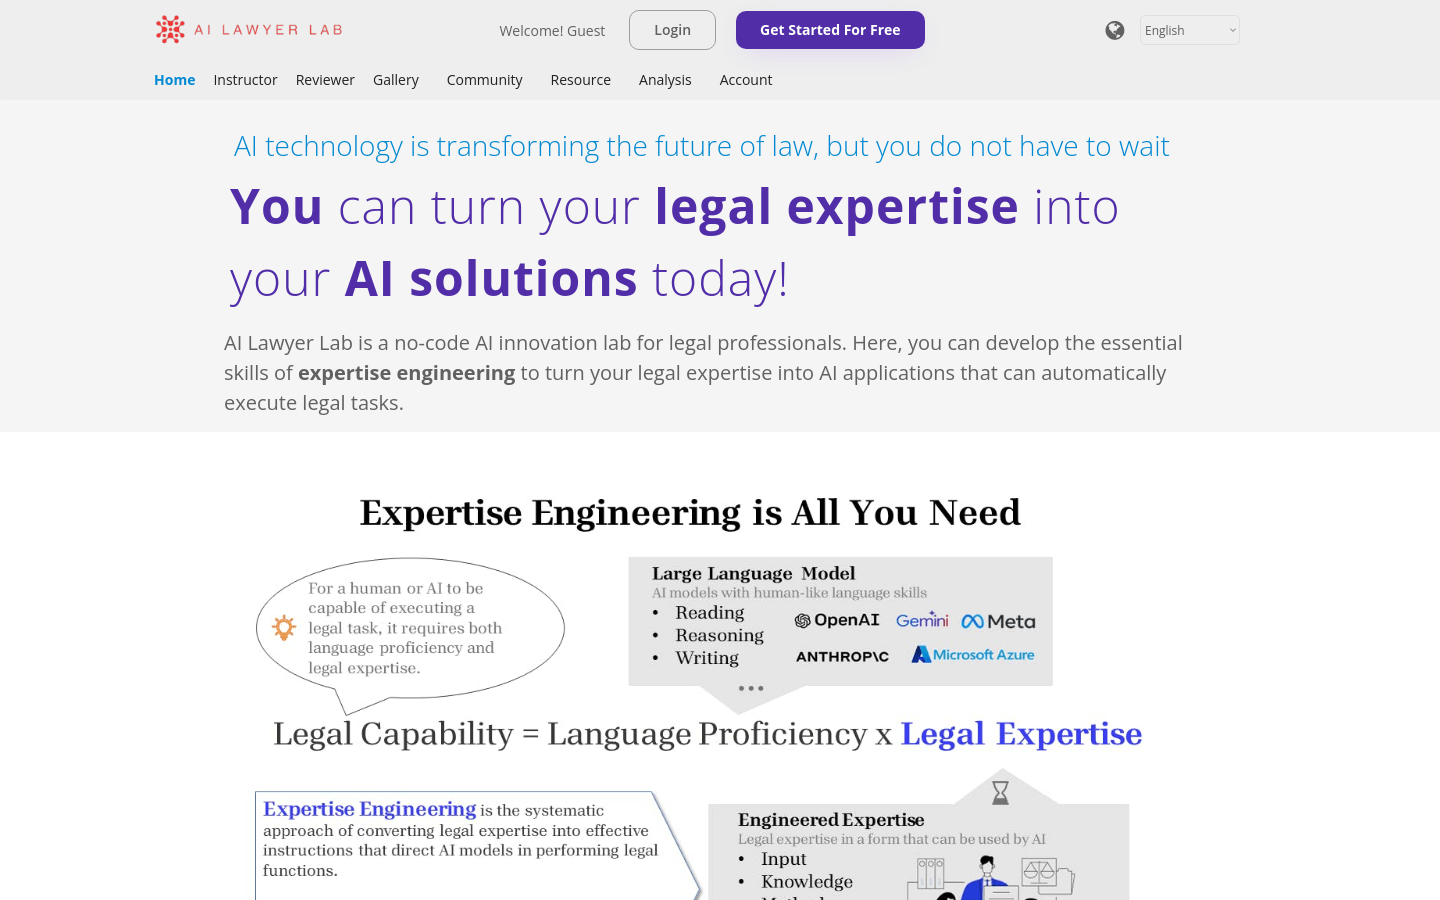 AI LAWYER LAB
Welcome! Guest
Login
Get Started For Free
English
Home Instructor Reviewer Gallery Community Resource Analysis Account
AI technology is transforming the future of law, but you do not have to wait
You can turn your legal expertise into
your AI solutions today!
AI Lawyer Lab is a no-code AI innovation lab for legal professionals. Here, you can develop the essential
skills of expertise engineering to turn your legal expertise into AI applications that can automatically
execute legal tasks.
Expertise Engineering is All You Need
For a human or AI to be
capable of executing a
legal task, it requires both
language proficiency and
legal expertise.
Large Language Model
AI models with human-like language skills
• Reading
• Reasoning
• Writing
OpenAI Gemini Meta
ANTHROP\C Microsoft Azure
•••
Legal Capability = Language Proficiency x Legal Expertise
Expertise Engineering is the systematic
approach of converting legal expertise into effective
instructions that direct AI models in performing legal
functions.
Engineered Expertise
Legal expertise in a form that can be used by AI
• Input
• Knowledge